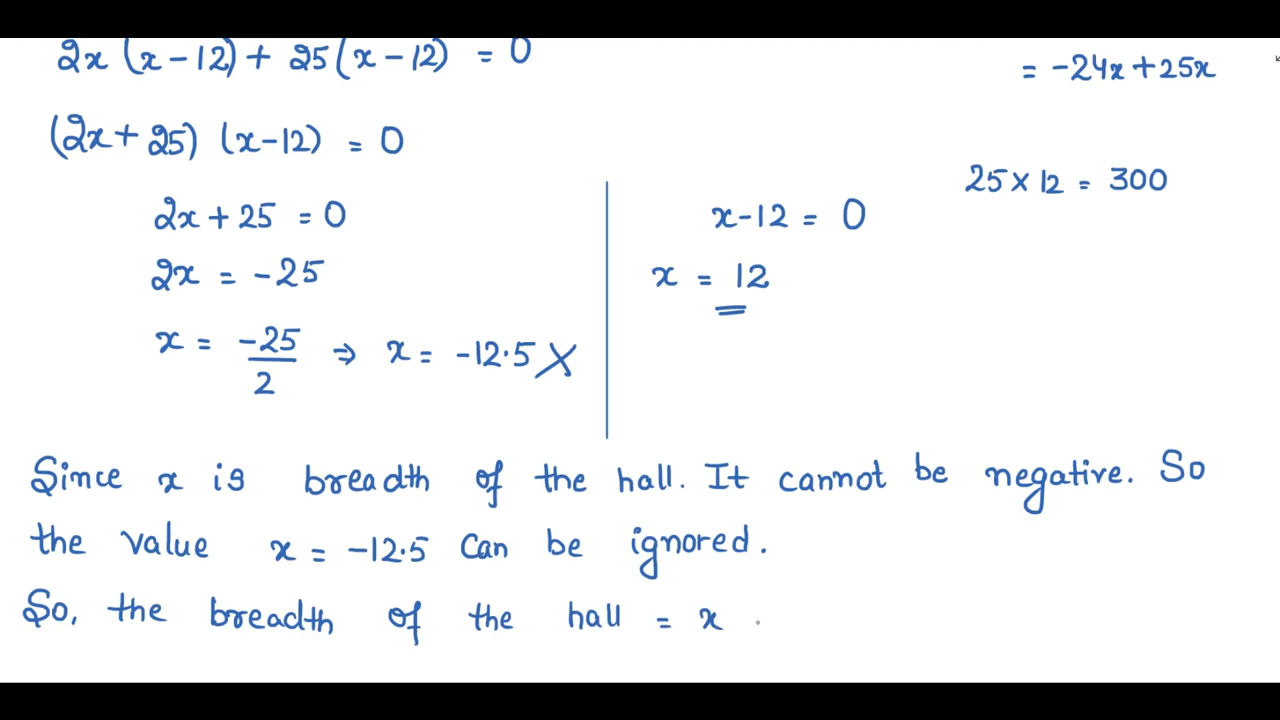 2x (x-12) + 25(x-12) = 0
= -24x+25x
(2x+25) (x-12) = 0
25 × 12 = 300
2x+25 = 0
2x = -25
x = -25/2 ⇒ x = -12.5 X
x-12 = 0
x = 12
Since x is breadth of the hall. It cannot be negative. So
the value x = -12.5 can be ignored.
So, the breadth of the hall = x